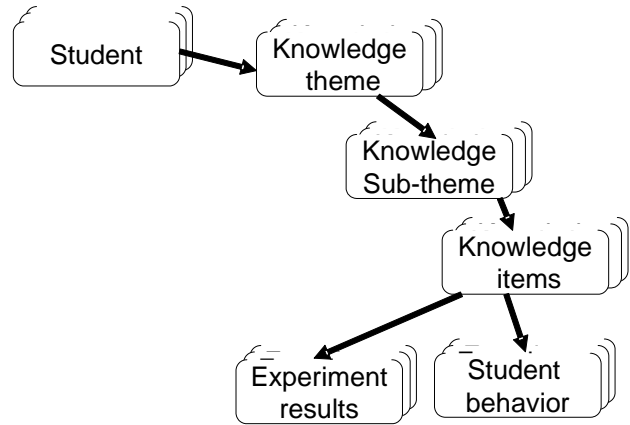 Student
Knowledge
theme
Knowledge
Sub-theme
Knowledge
items
Experiment
results
Student
behavior